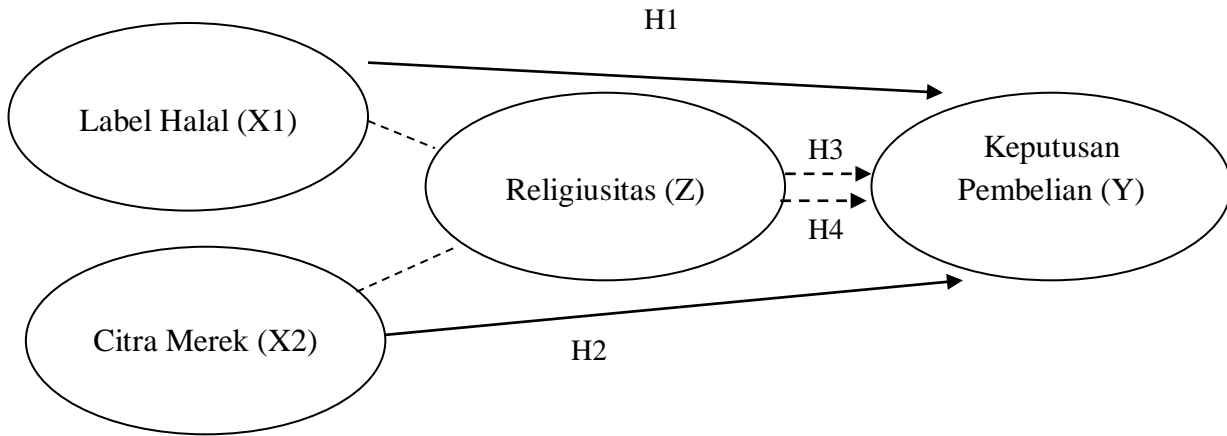 H1
Label Halal (X1)
Religiusitas (Z)
H3
H4
Keputusan
Pembelian (Y)
Citra Merek (X2)
H2